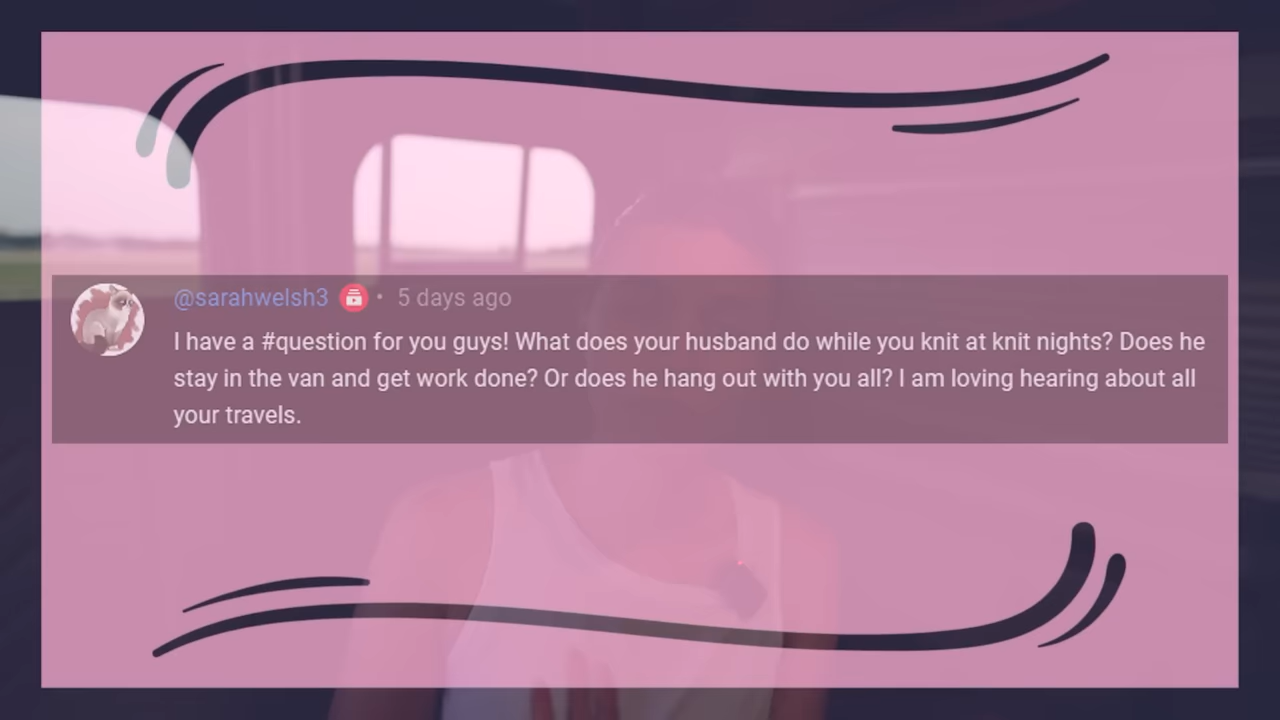 @sarahwelsh3 • 5 days ago
I have a #question for you guys! What does your husband do while you knit at knit nights? Does he
stay in the van and get work done? Or does he hang out with you all? I am loving hearing about all
your travels.